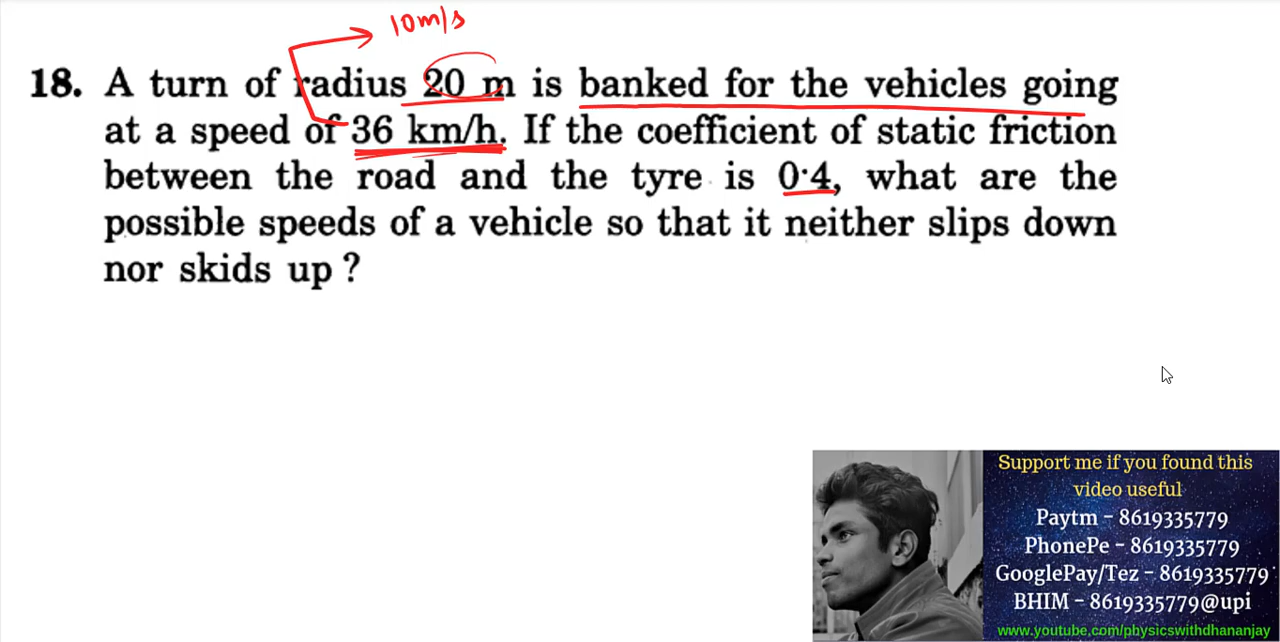 10m/s
18. A turn of radius 20 m is banked for the vehicles going
at a speed of 36 km/h. If the coefficient of static friction
between the road and the tyre is 0·4, what are the
possible speeds of a vehicle so that it neither slips down
nor skids up ?
Support me if you found this
video useful
Paytm - 8619335779
PhonePe - 8619335779
GooglePay/Tez - 8619335779
BHIM - 8619335779@upi
www.youtube.com/physicswithdhananjay